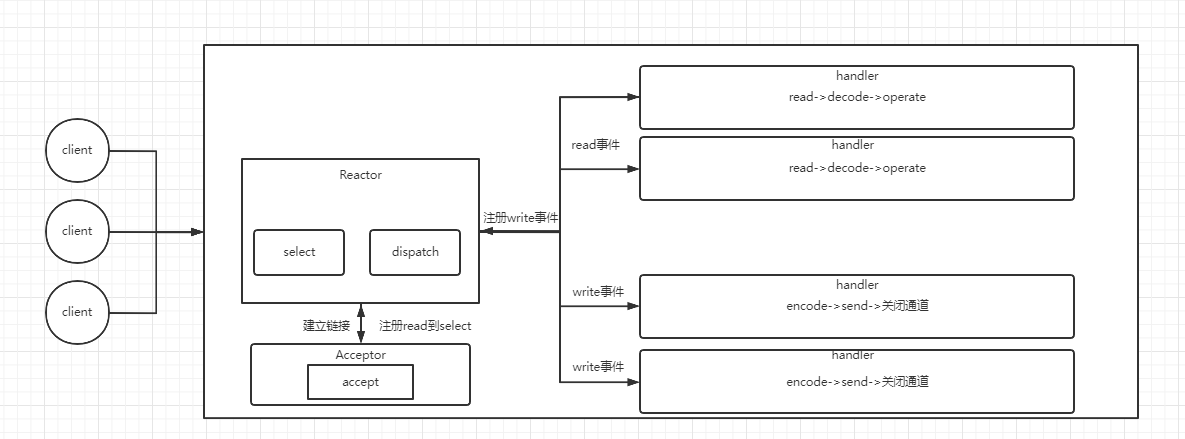 client
client
client
Reactor
select
dispatch
建立链接
注册read到select
Acceptor
accept
注册write事件
read事件
write事件
write事件
handler
read->decode->operate
handler
read->decode->operate
handler
encode->send->关闭通道
handler
encode->send->关闭通道